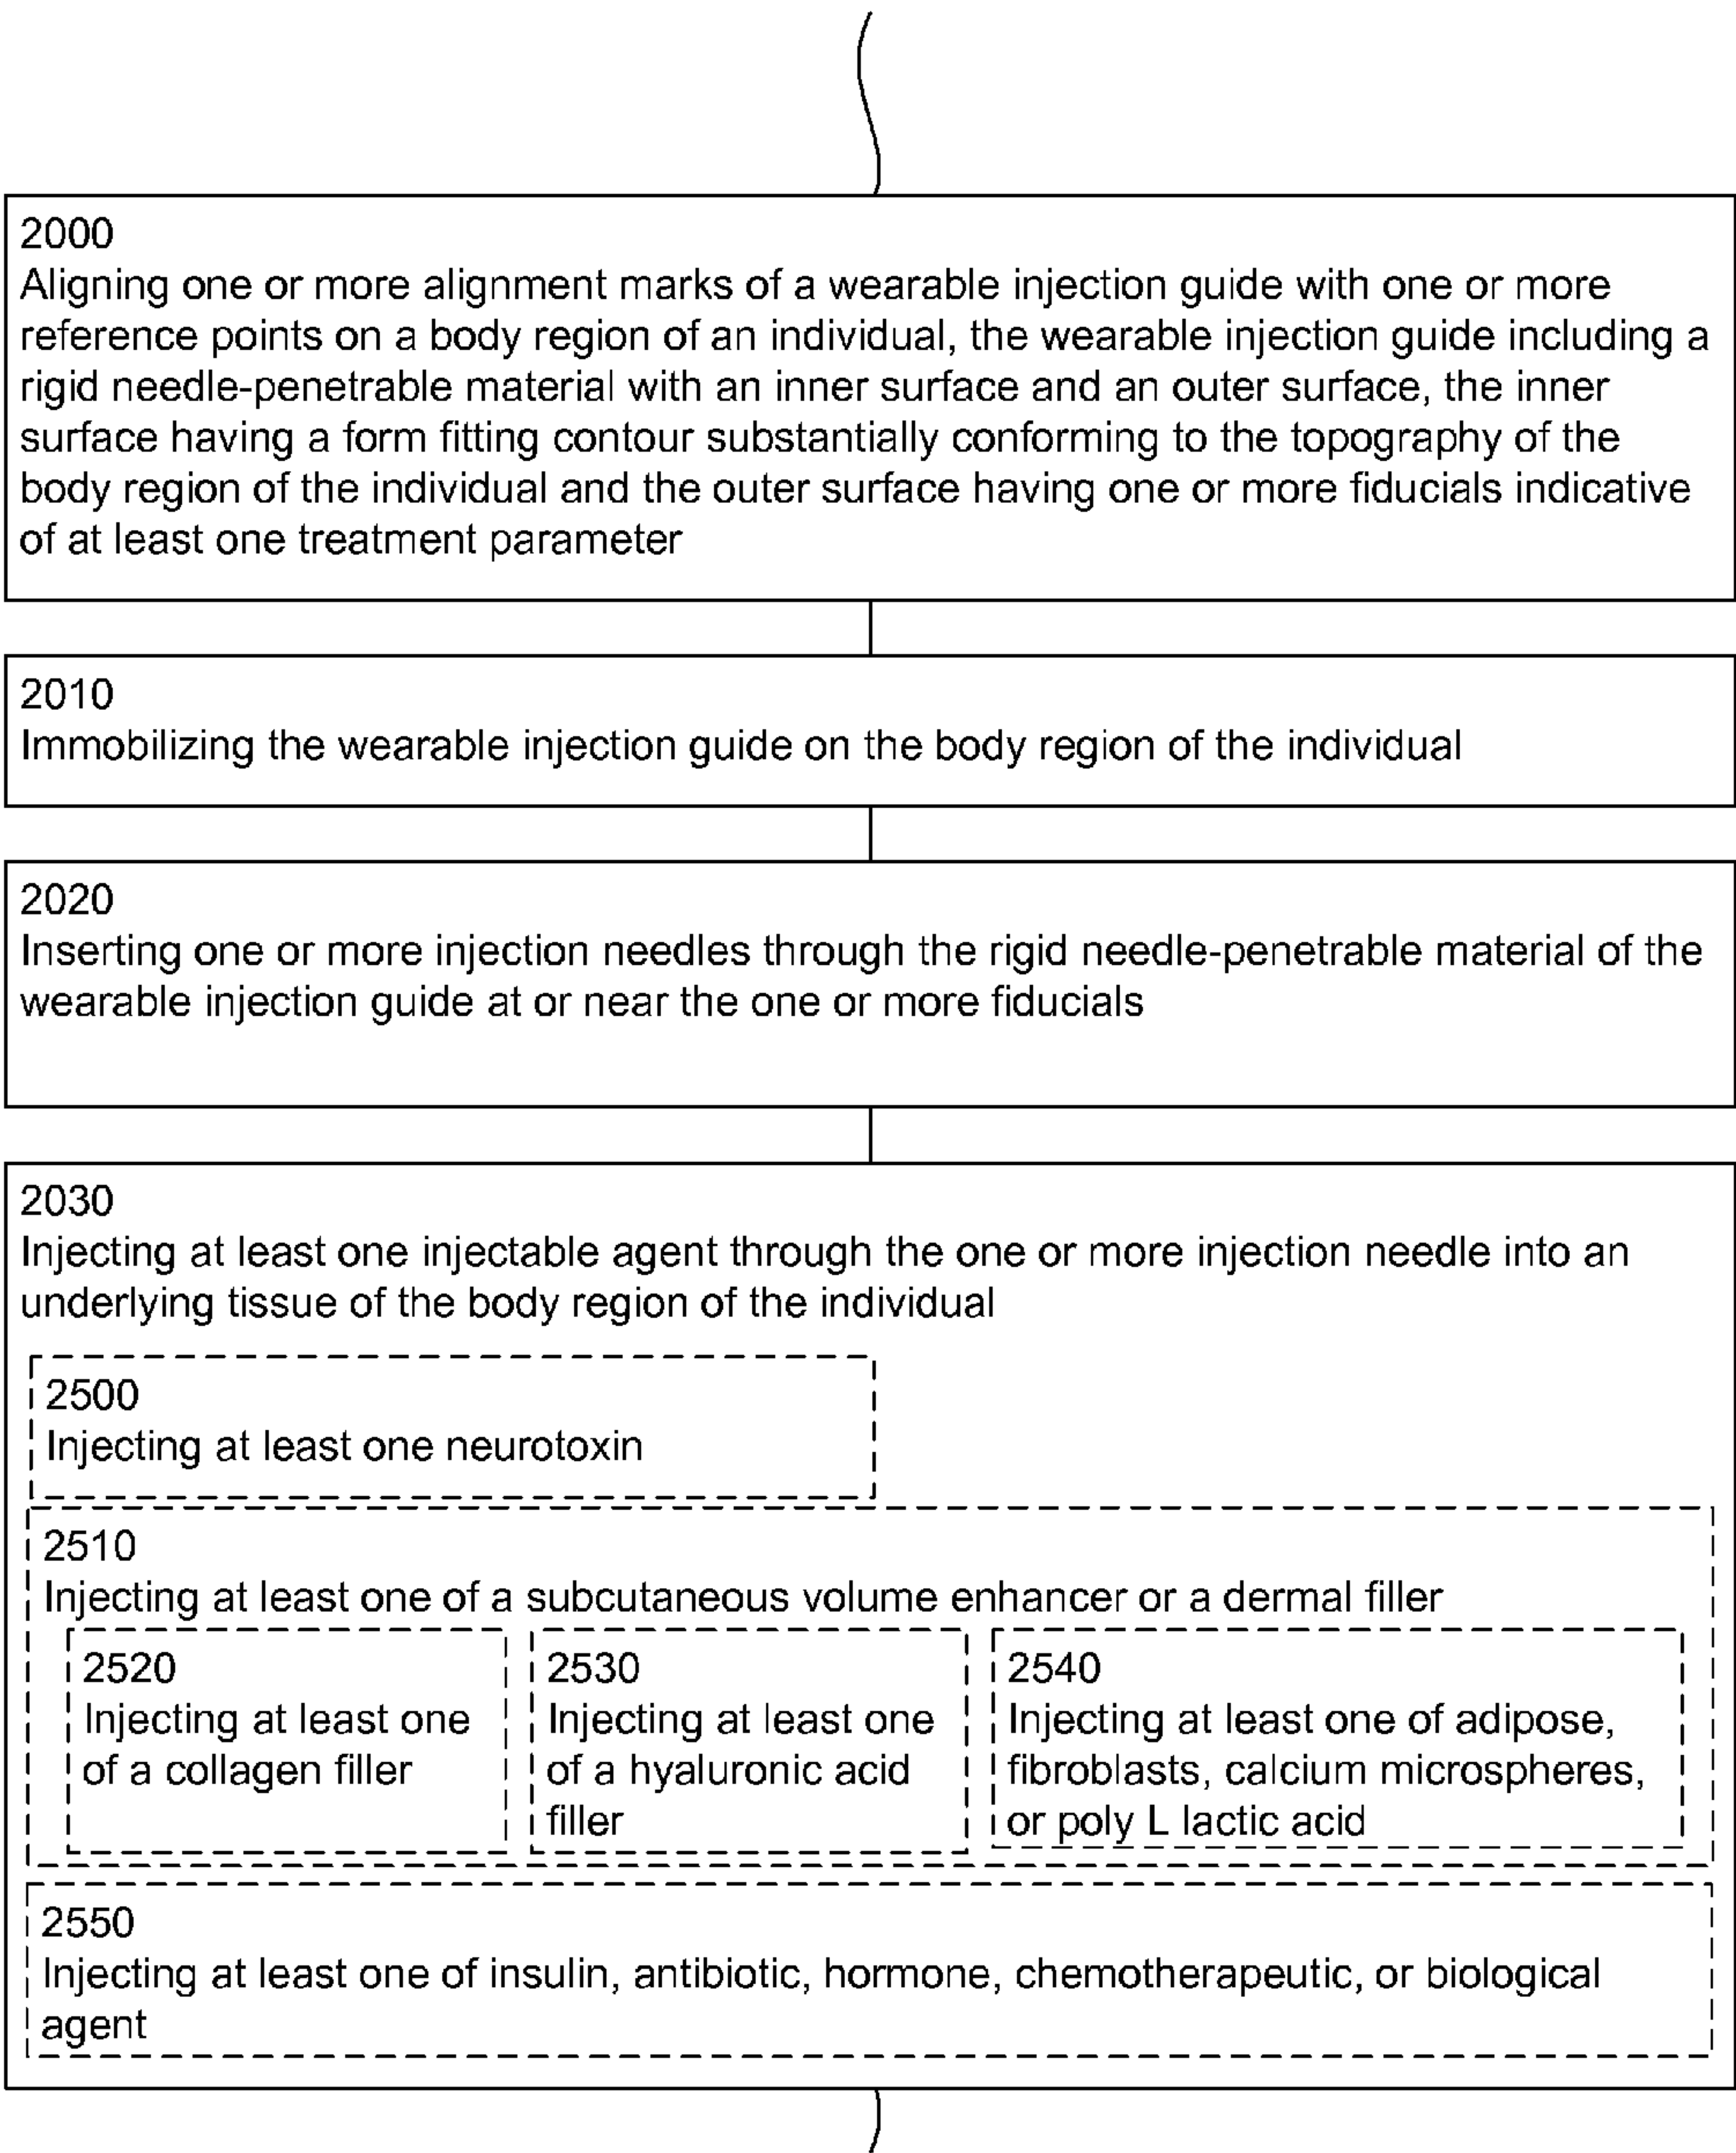 2000
Aligning one or more alignment marks of a wearable injection guide with one or more
reference points on a body region of an individual, the wearable injection guide including a
rigid needle-penetrable material with an inner surface and an outer surface, the inner
surface having a form fitting contour substantially conforming to the topography of the
body region of the individual and the outer surface having one or more fiducials indicative
of at least one treatment parameter
2010
Immobilizing the wearable injection guide on the body region of the individual
2020
Inserting one or more injection needles through the rigid needle-penetrable material of the
wearable injection guide at or near the one or more fiducials
2030
Injecting at least one injectable agent through the one or more injection needle into an
underlying tissue of the body region of the individual
2500
Injecting at least one neurotoxin
2510
Injecting at least one of a subcutaneous volume enhancer or a dermal filler
2520
Injecting at least one
of a collagen filler
2530
Injecting at least one
of a hyaluronic acid
filler
2540
Injecting at least one of adipose,
fibroblasts, calcium microspheres,
or poly L lactic acid
2550
Injecting at least one of insulin, antibiotic, hormone, chemotherapeutic, or biological
agent